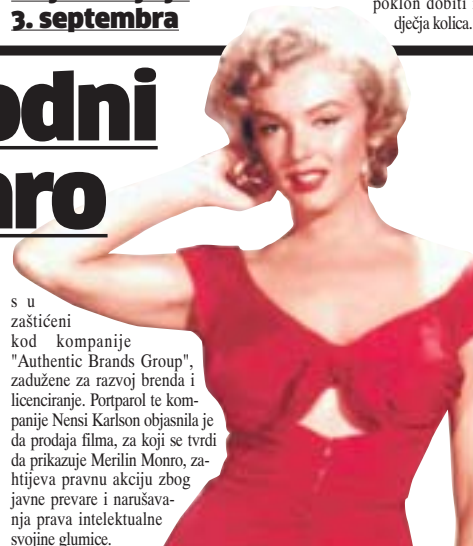 3. septembra
poklon dobiti
dječja kolica.
odni
nro
su
zaštićeni
kod kompanije
"Authentic Brands Group",
zadužene za razvoj brenda i
licenciranje. Portparol te kom-
panije Nensi Karlson objasnila je
da prodaja filma, za koji se tvrdi
da prikazuje Merilin Monro, za-
htijeva pravnu akciju zbog
javne prevare i narušava-
nja prava intelektualne
svojine glumice.